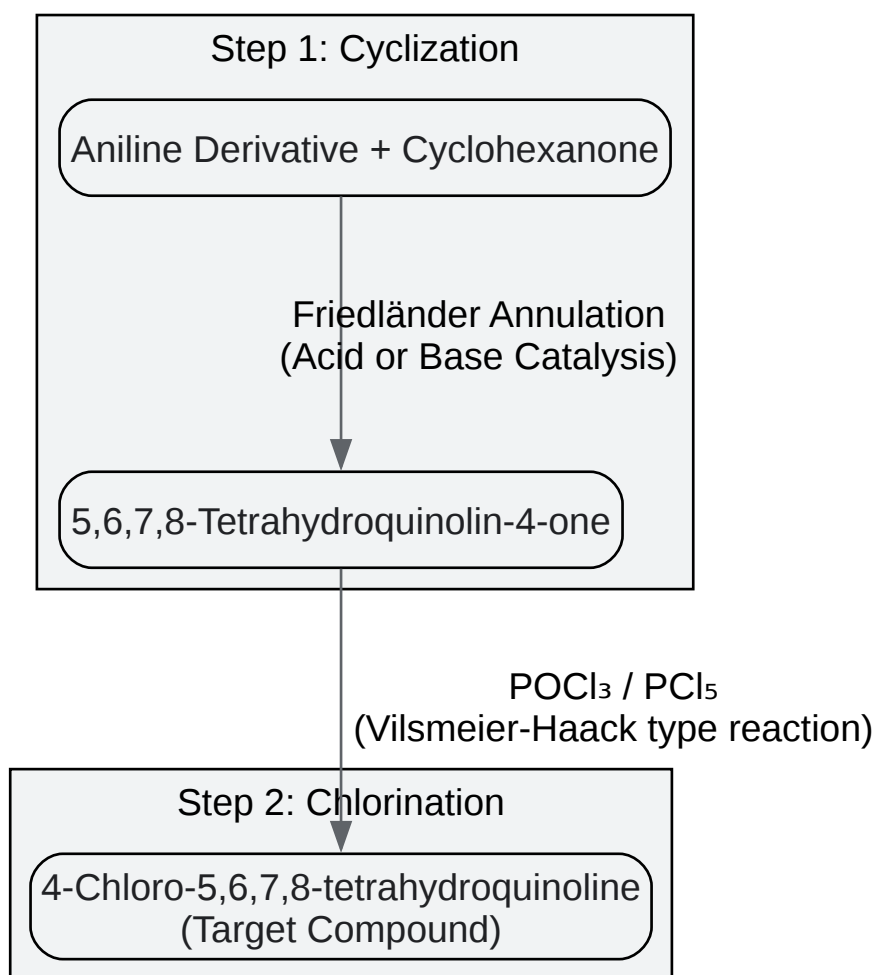 Step 1: Cyclization
Aniline Derivative + Cyclohexanone
Friedländer Annulation
(Acid or Base Catalysis)
5,6,7,8-Tetrahydroquinolin-4-one
POCl₃ / PCl₅
(Vilsmeier-Haack type reaction)
Step 2: Chlorination
4-Chloro-5,6,7,8-tetrahydroquinoline
(Target Compound)